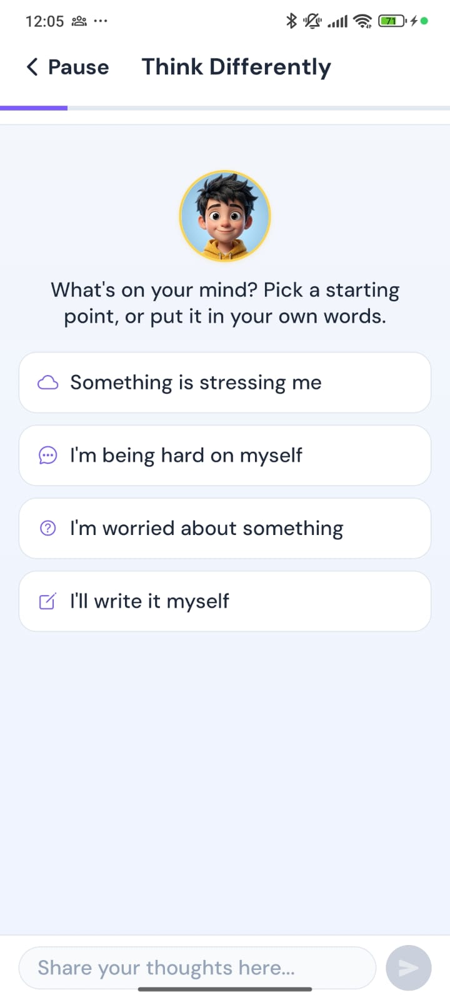 12:05
71
Pause
Think Differently
What's on your mind? Pick a starting
point, or put it in your own words.
Something is stressing me
I'm being hard on myself
I'm worried about something
I'll write it myself
Share your thoughts here...